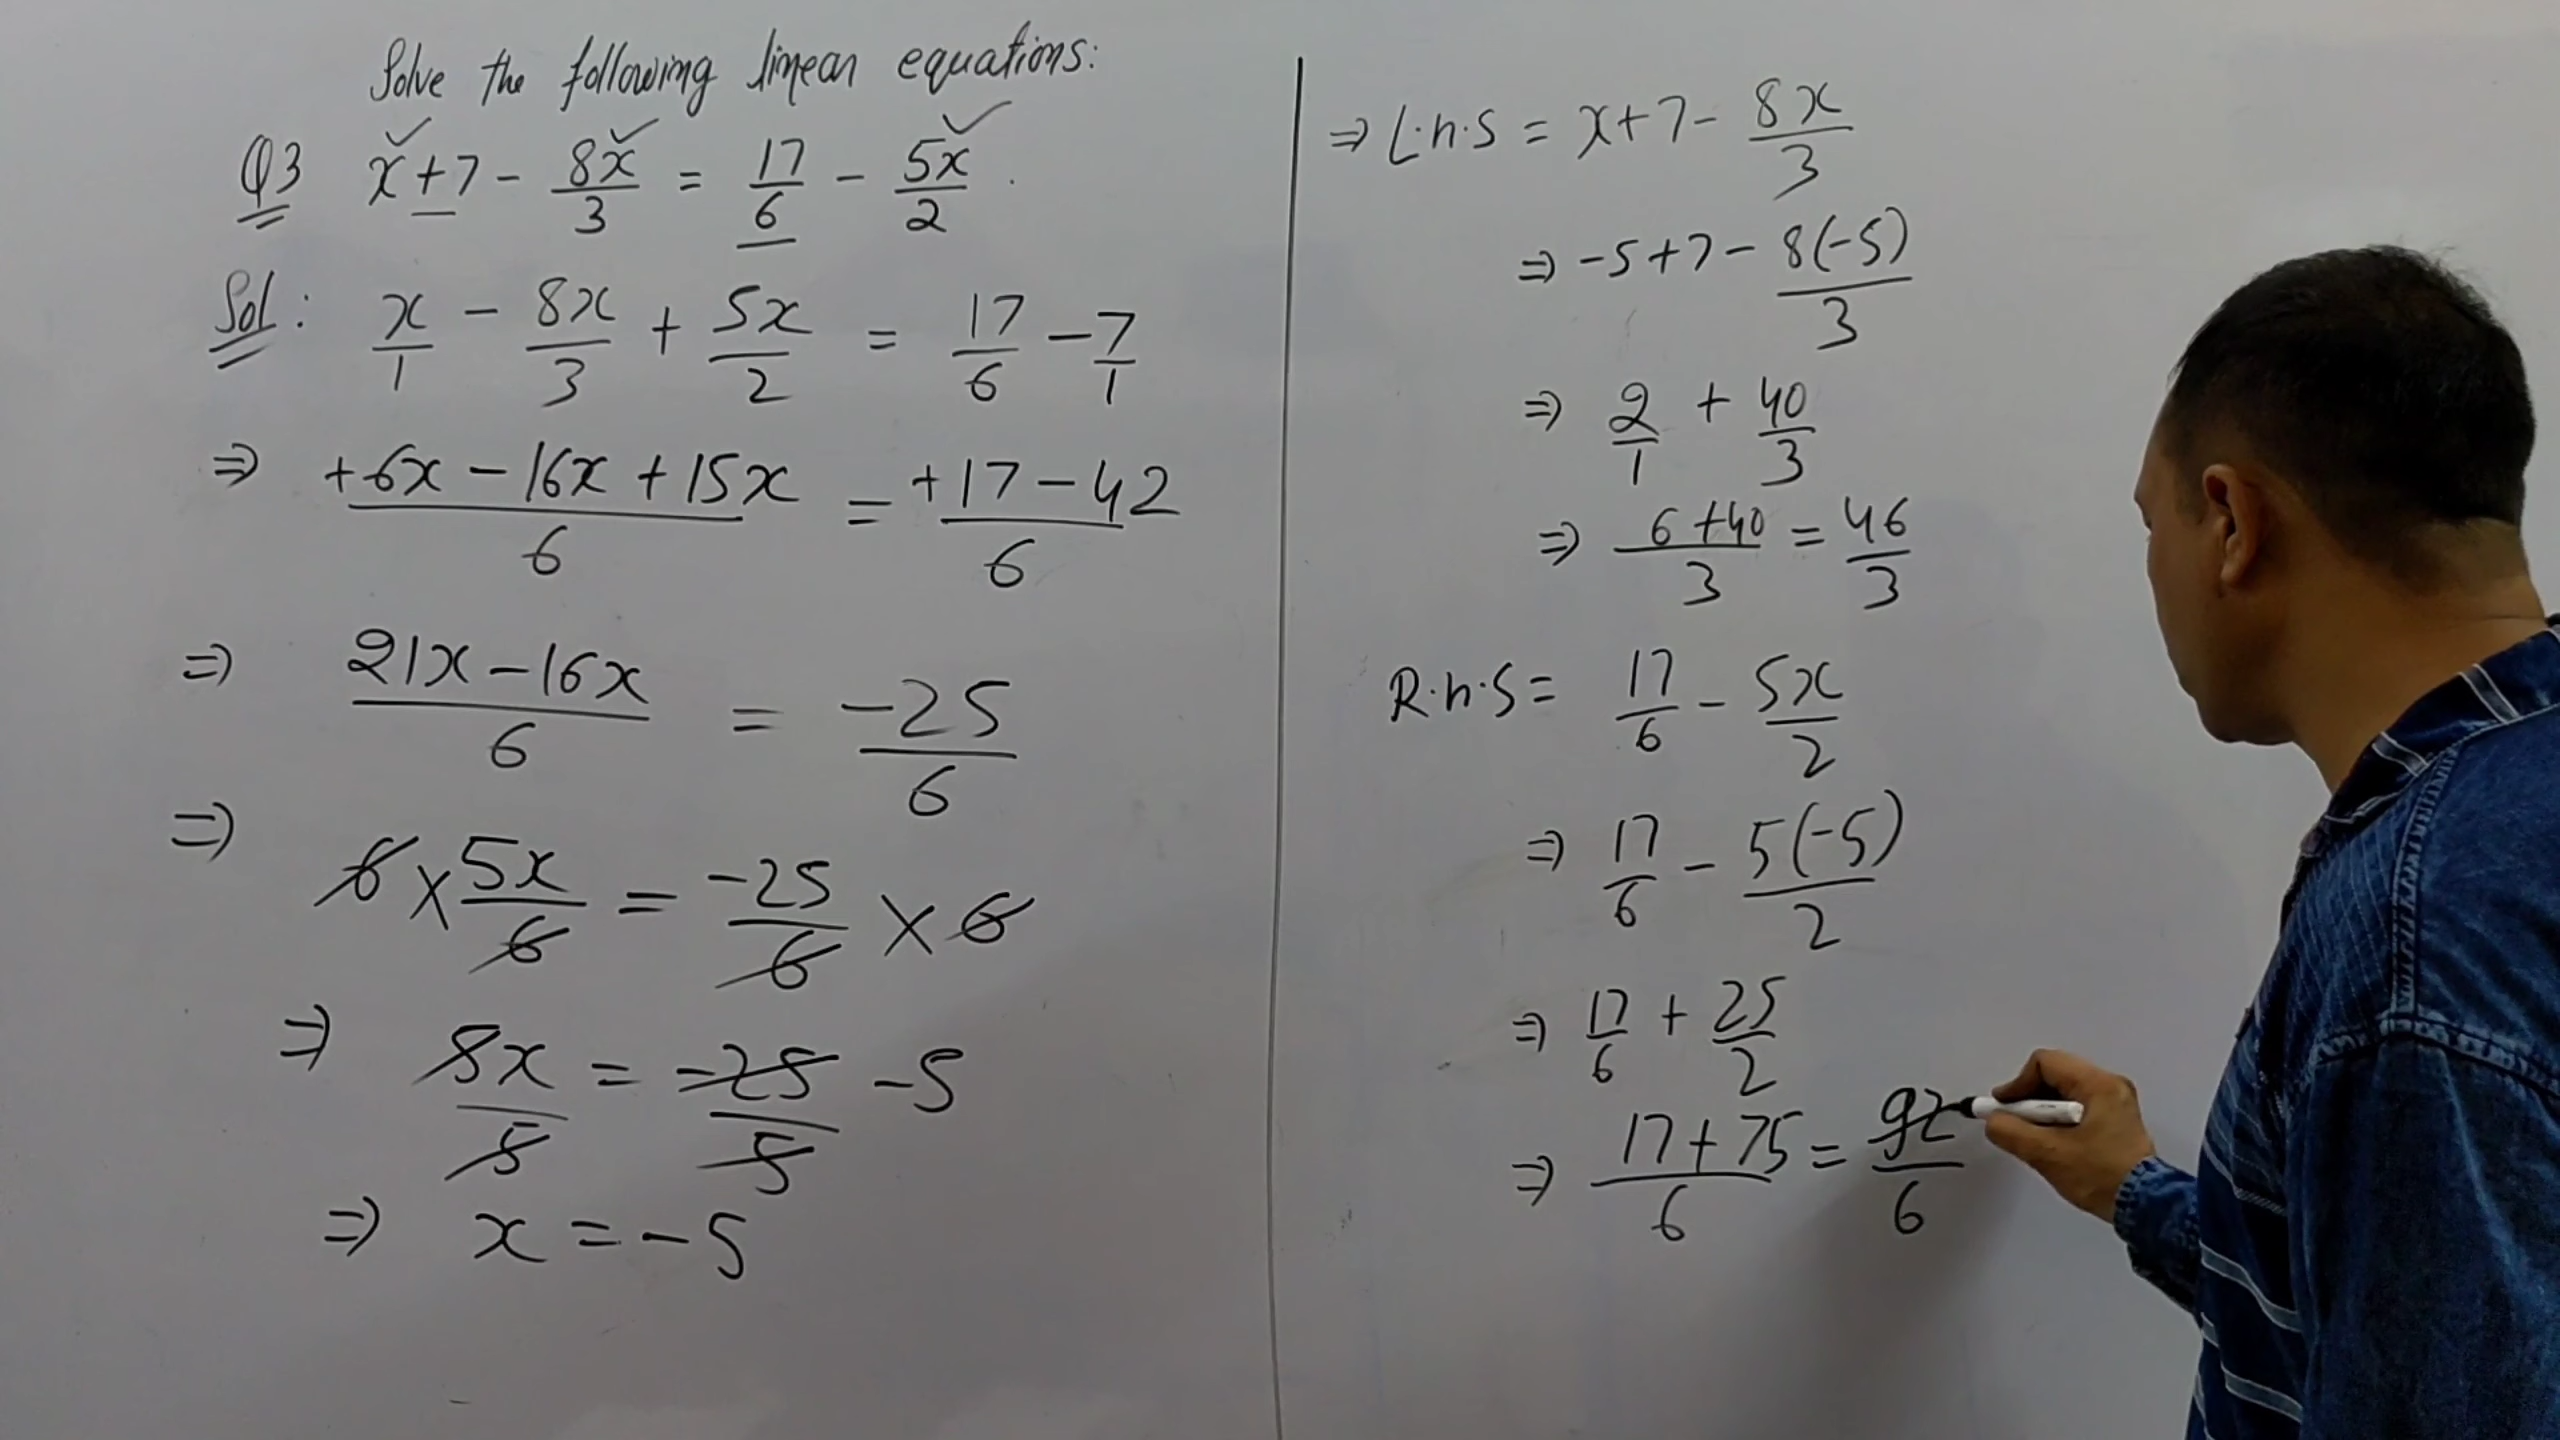 Solve the following linear equations:
Q3 x + 7 - 8x/3 = 17/6 - 5x/2 .
Sol : x/1 - 8x/3 + 5x/2 = 17/6 - 7/1
⇒ +6x - 16x + 15x/6 = +17 - 42/6
⇒ 21x - 16x/6 = -25/6
⇒ 6 × 5x/6 = -25/6 × 6
⇒ 5x/5 = -25/5 -5
⇒ x = -5
⇒ L.h.S = x + 7 - 8x/3
⇒ -5 + 7 - 8(-5)/3
⇒ 2/1 + 40/3
⇒ 6 + 40/3 = 46/3
R.h.S = 17/6 - 5x/2
⇒ 17/6 - 5(-5)/2
⇒ 17/6 + 25/2
⇒ 17 + 75/6 = 92/6